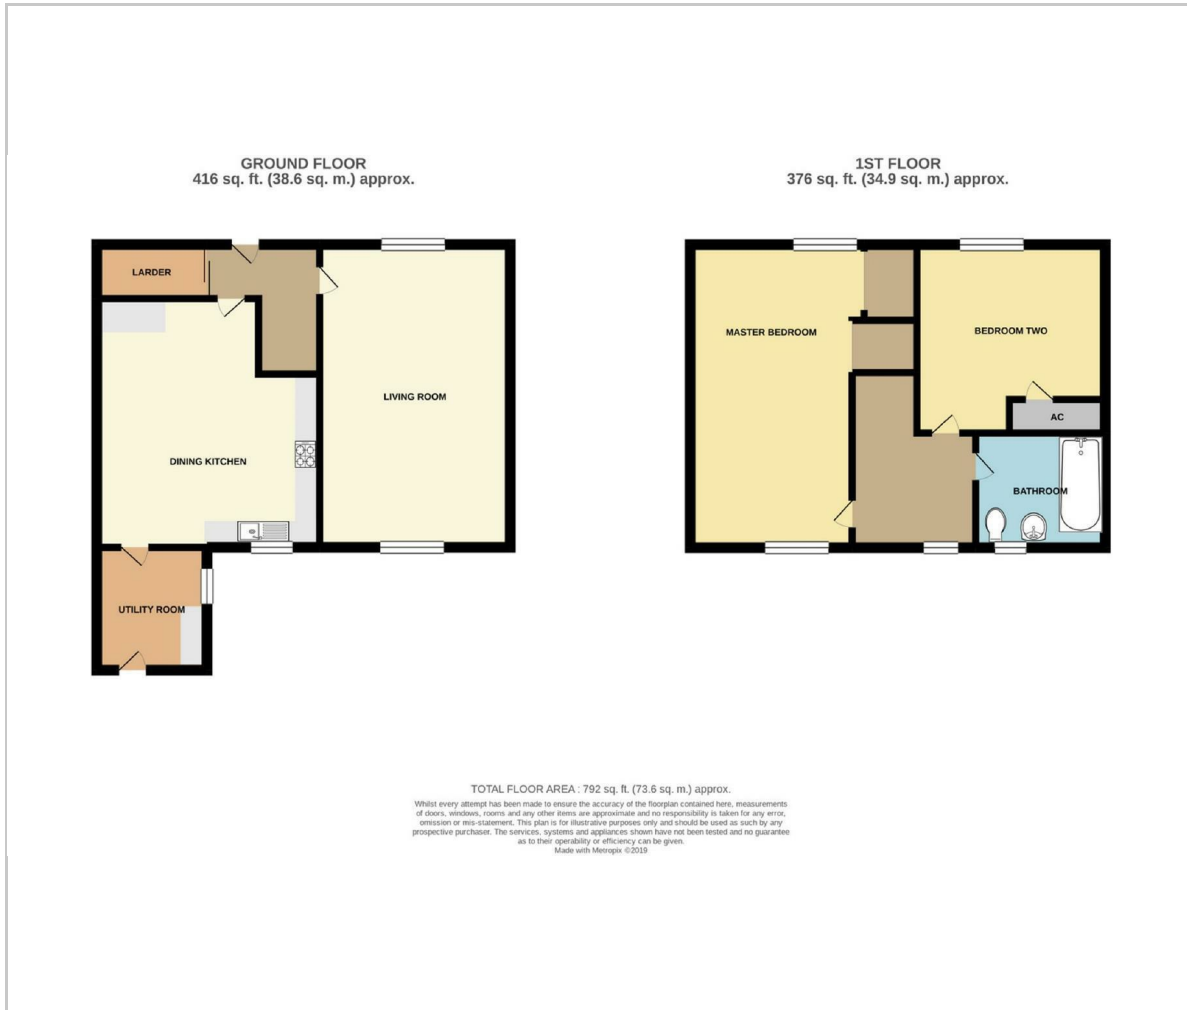 GROUND FLOOR
416 sq. ft. (38.6 sq. m.) approx.
1ST FLOOR
376 sq. ft. (34.9 sq. m.) approx.
LARDER
LIVING ROOM
DINING KITCHEN
UTILITY ROOM
MASTER BEDROOM
BEDROOM TWO
AC
BATHROOM
TOTAL FLOOR AREA : 792 sq. ft. (73.6 sq. m.) approx.
Whilst every attempt has been made to ensure the accuracy of the floorplan contained here, measurements
of doors, windows, rooms and any other items are approximate and no responsibility is taken for any error,
omission or mis-statement. This plan is for illustrative purposes only and should be used as such by any
prospective purchaser. The services, systems and appliances shown have not been tested and no guarantee
as to their operability or efficiency can be given.
Made with Metropix ©2019